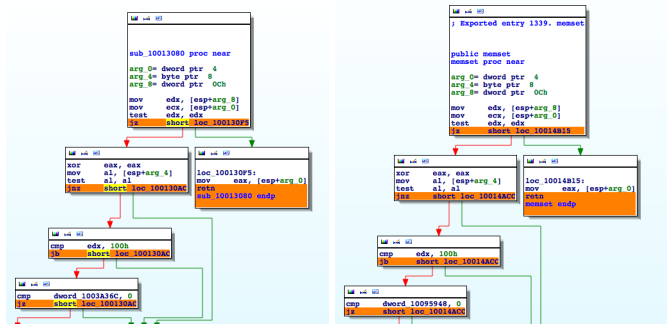 sub_10013080 proc near
arg_0= dword ptr  4
arg_4= byte ptr  8
arg_8= dword ptr  0Ch
mov     edx, [esp+arg_8]
mov     ecx, [esp+arg_0]
test    edx, edx
jz      short loc_100130F5
xor     eax, eax
mov     al, [esp+arg_4]
test    al, al
jnz     short loc_100130AC
loc_100130F5:
mov     eax, [esp+arg_0]
retn
sub_10013080 endp
cmp     edx, 100h
jb      short loc_100130AC
cmp     dword_1003A36C, 0
jz      short loc_100130AC
; Exported entry 1339. memset
public memset
memset proc near
arg_0= dword ptr  4
arg_4= byte ptr  8
arg_8= dword ptr  0Ch
mov     edx, [esp+arg_8]
mov     ecx, [esp+arg_0]
test    edx, edx
jz      short loc_10014B15
xor     eax, eax
mov     al, [esp+arg_4]
test    al, al
jnz     short loc_10014ACC
loc_10014B15:
mov     eax, [esp+arg_0]
retn
memset endp
cmp     edx, 100h
jb      short loc_10014ACC
cmp     dword_10095948, 0
jz      short loc_10014ACC